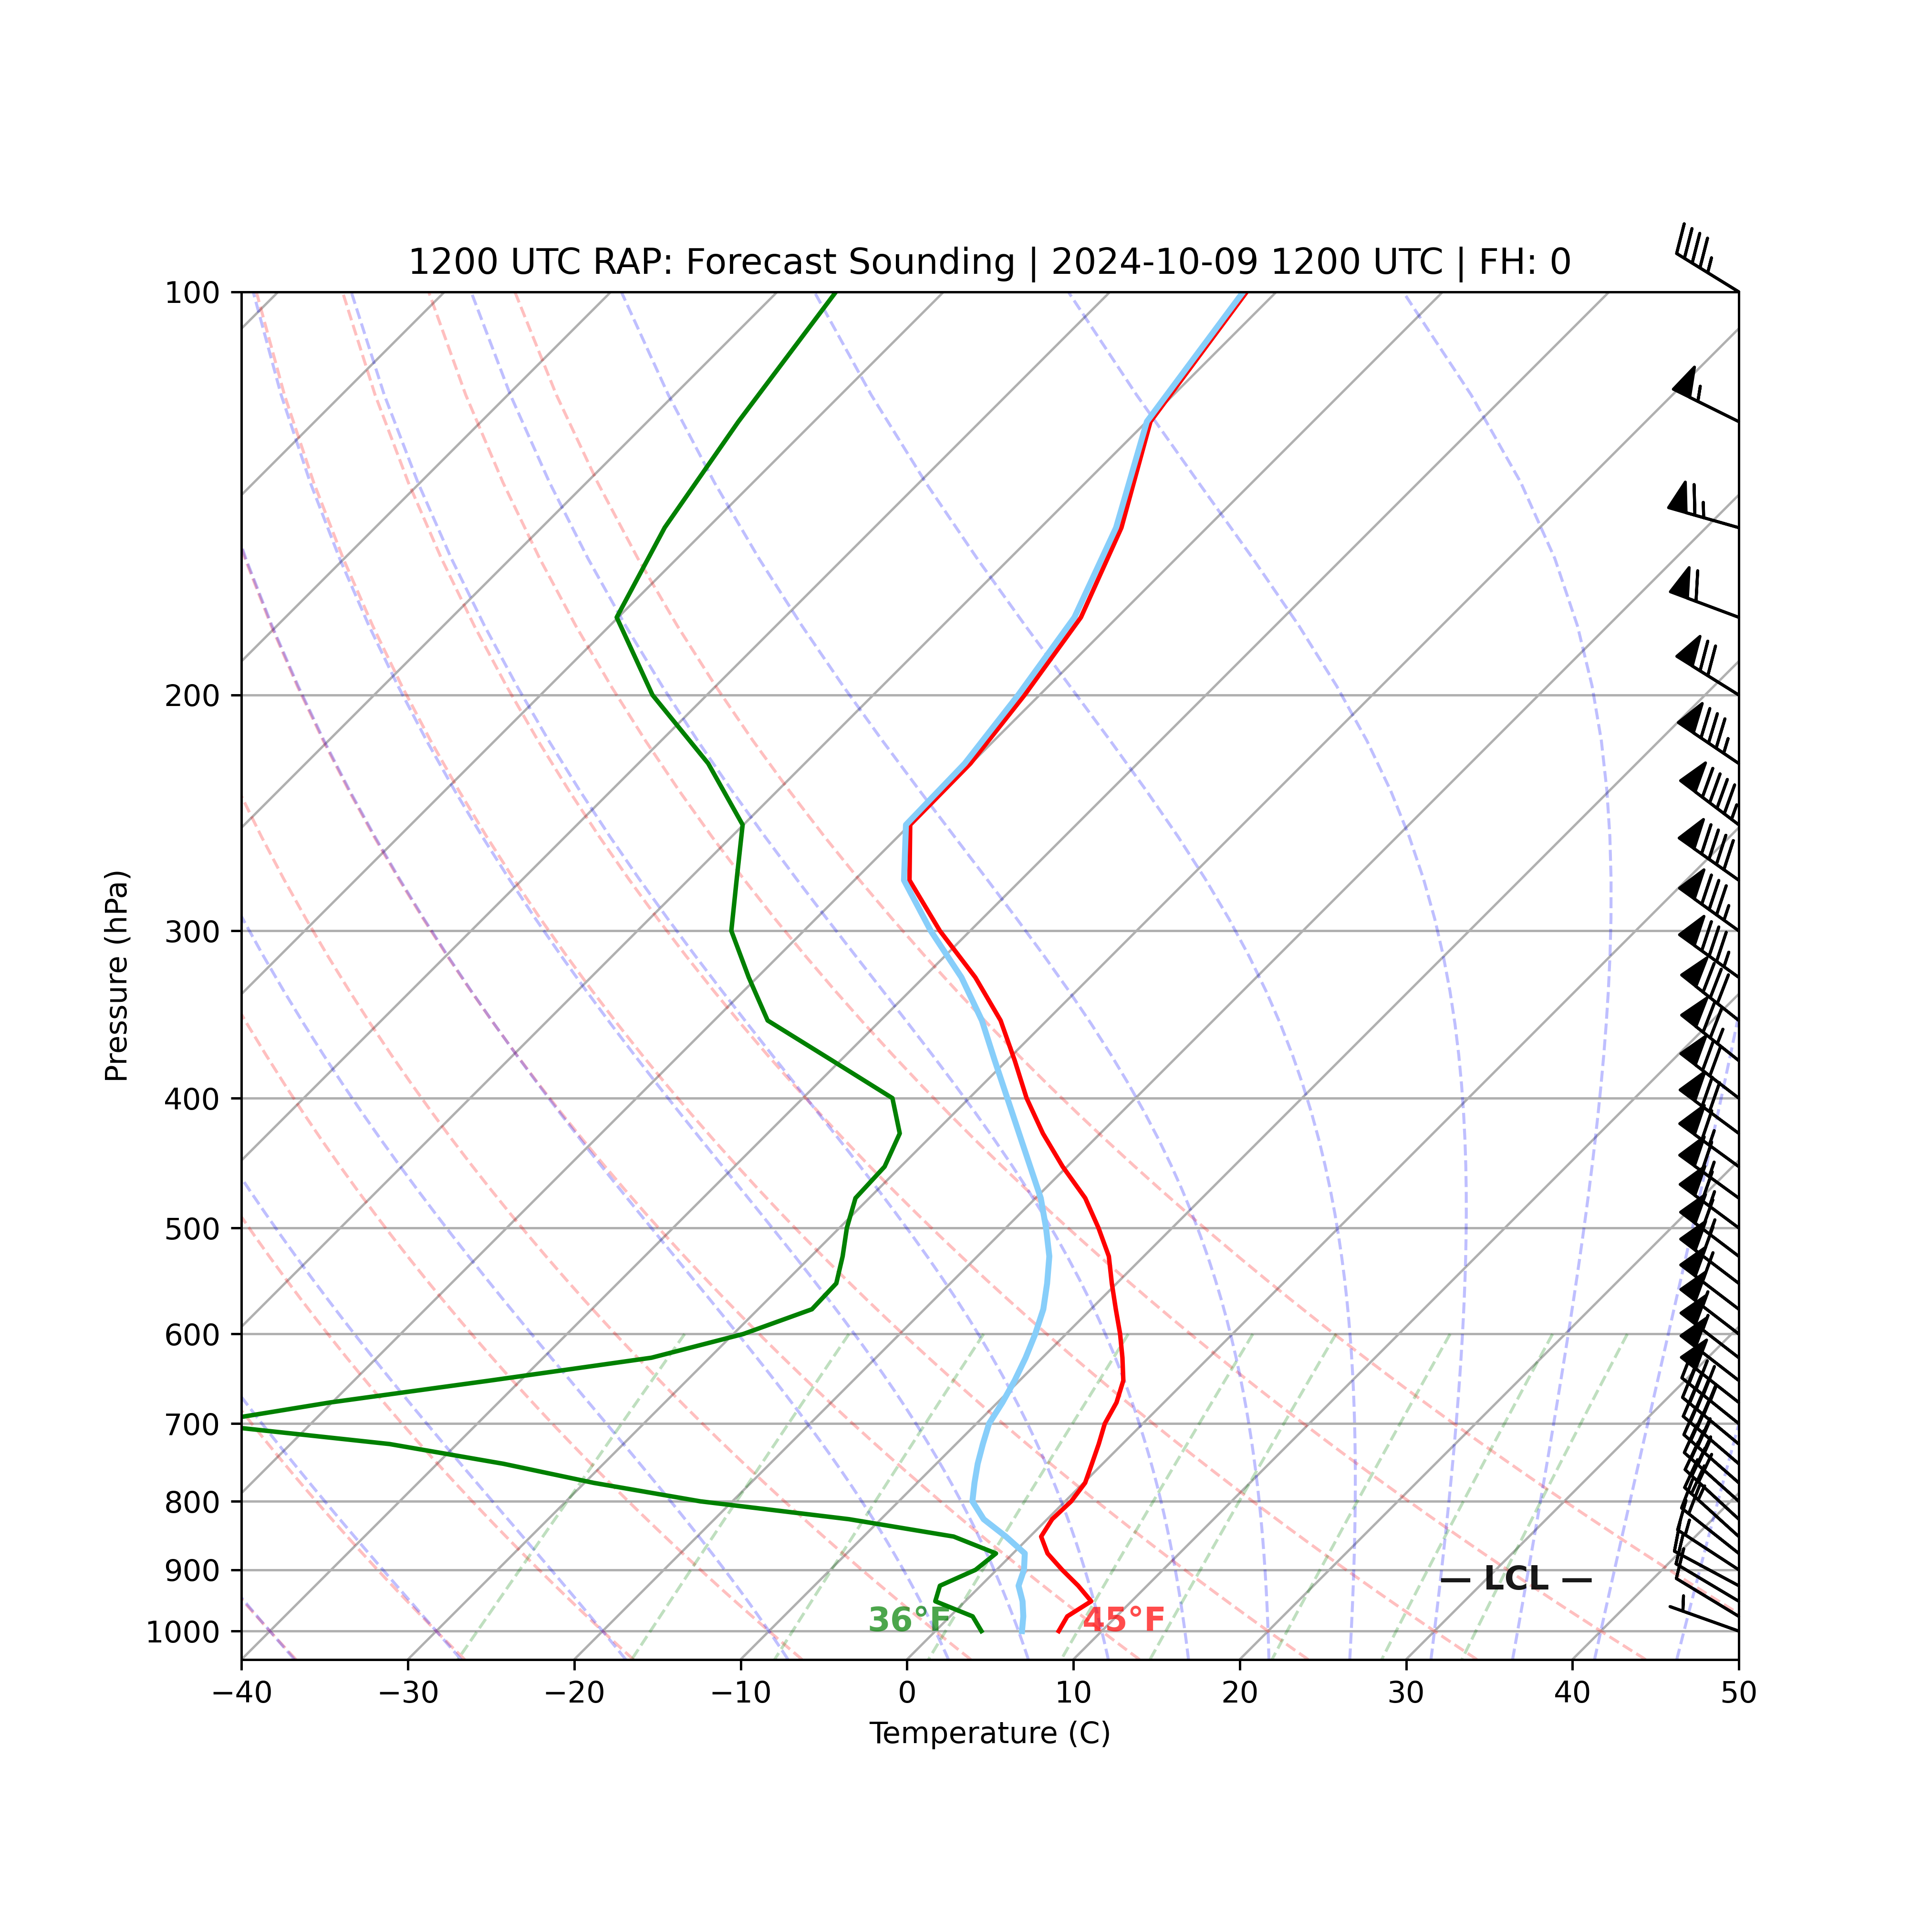 1200 UTC RAP: Forecast Sounding | 2024-10-09 1200 UTC | FH: 0
100
200
300
400
500
600
700
800
900
1000
Pressure (hPa)
— LCL —
36°F
45°F
−40 −30 −20 −10 0 10 20 30 40 50
Temperature (C)